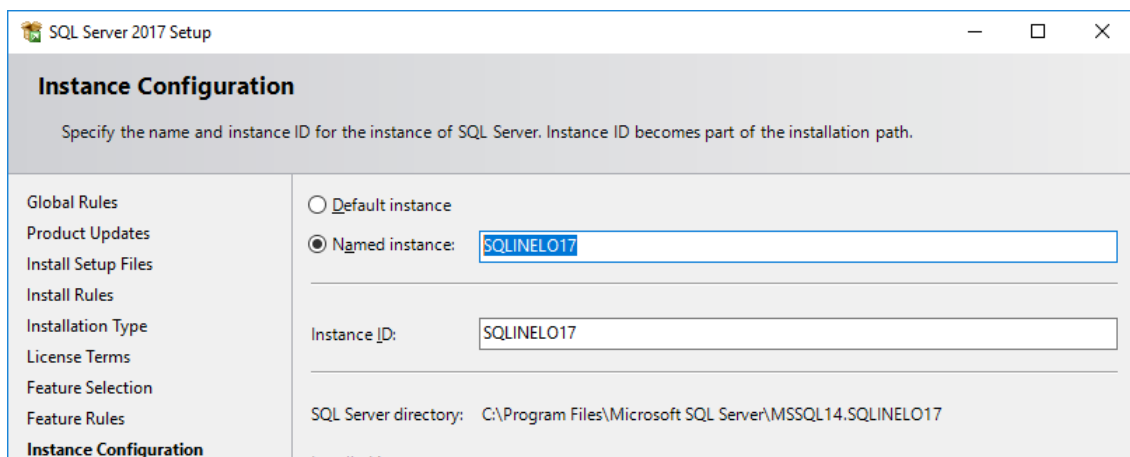 SQL Server 2017 Setup
Instance Configuration
Specify the name and instance ID for the instance of SQL Server. Instance ID becomes part of the installation path.
Global Rules
Product Updates
Install Setup Files
Install Rules
Installation Type
License Terms
Feature Selection
Feature Rules
Instance Configuration
Default instance
Named instance: SQLINELO17
Instance ID: SQLINELO17
SQL Server directory: C:\Program Files\Microsoft SQL Server\MSSQL14.SQLINELO17